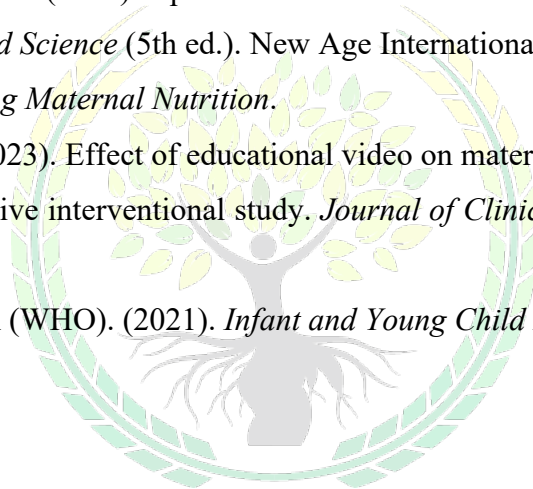 d Science (5th ed.). New Age Internationa
g Maternal Nutrition.
023). Effect of educational video on mater
ive interventional study. Journal of Clinic
(WHO). (2021). Infant and Young Child